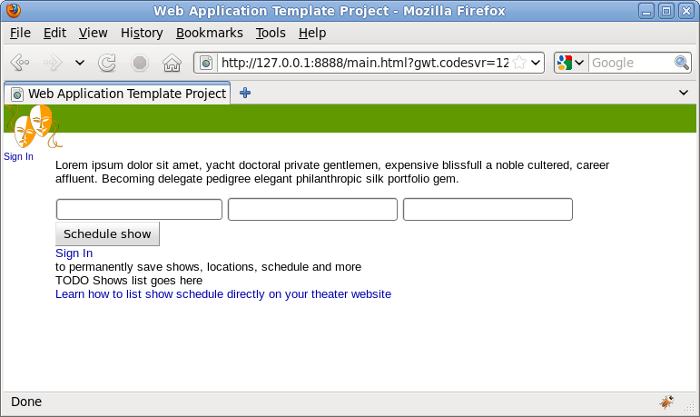 Web Application Template Project - Mozilla Firefox
File Edit View History Bookmarks Tools Help
http://127.0.0.1:8888/main.html?gwt.codesvr=12 Google
Web Application Template Project
Sign In
Lorem ipsum dolor sit amet, yacht doctoral private gentlemen, expensive blissfull a noble cultured, career
affluent. Becoming delegate pedigree elegant philanthropic silk portfolio gem.
Schedule show
Sign In
to permanently save shows, locations, schedule and more
TODO Shows list goes here
Learn how to list show schedule directly on your theater website
Done